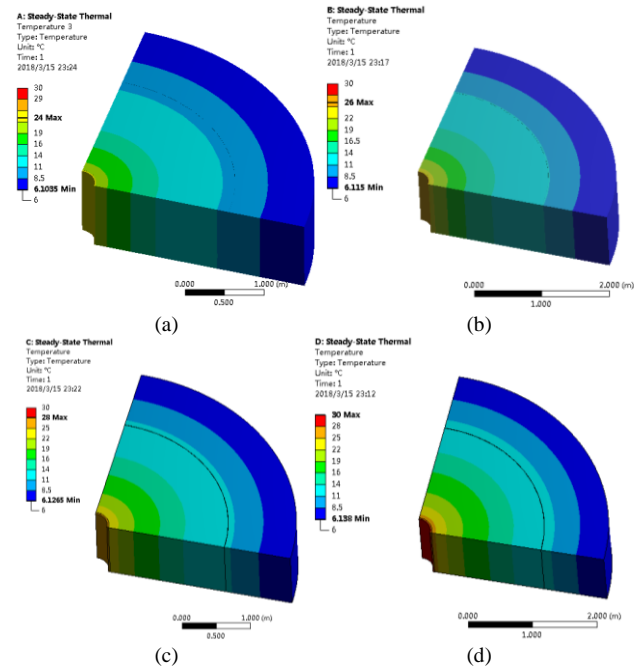 A: Steady-State Thermal
Temperature 3
Type: Temperature
Unit: °C
Time: 1
2018/3/15 23:24
30
29
24 Max
19
16
14
11
8.5
6.1035 Min
6
0.000 1.000 (m)
0.500
(a)
B: Steady-State Thermal
Temperature
Type: Temperature
Unit: °C
Time: 1
2018/3/15 23:17
30
28
26 Max
22
19
16.5
14
11
8.5
6.115 Min
6
0.000 2.000 (m)
1.000
(b)
C: Steady-State Thermal
Temperature
Type: Temperature
Unit: °C
Time: 1
2018/3/15 23:22
30
28 Max
25
22
19
16
14
11
8.5
6.1265 Min
6
0.000 1.000 (m)
0.500
(c)
D: Steady-State Thermal
Temperature
Type: Temperature
Unit: °C
Time: 1
2018/3/15 23:12
30 Max
28
25
22
19
16
14
11
8.5
6.138 Min
6
0.000 2.000 (m)
1.000
(d)